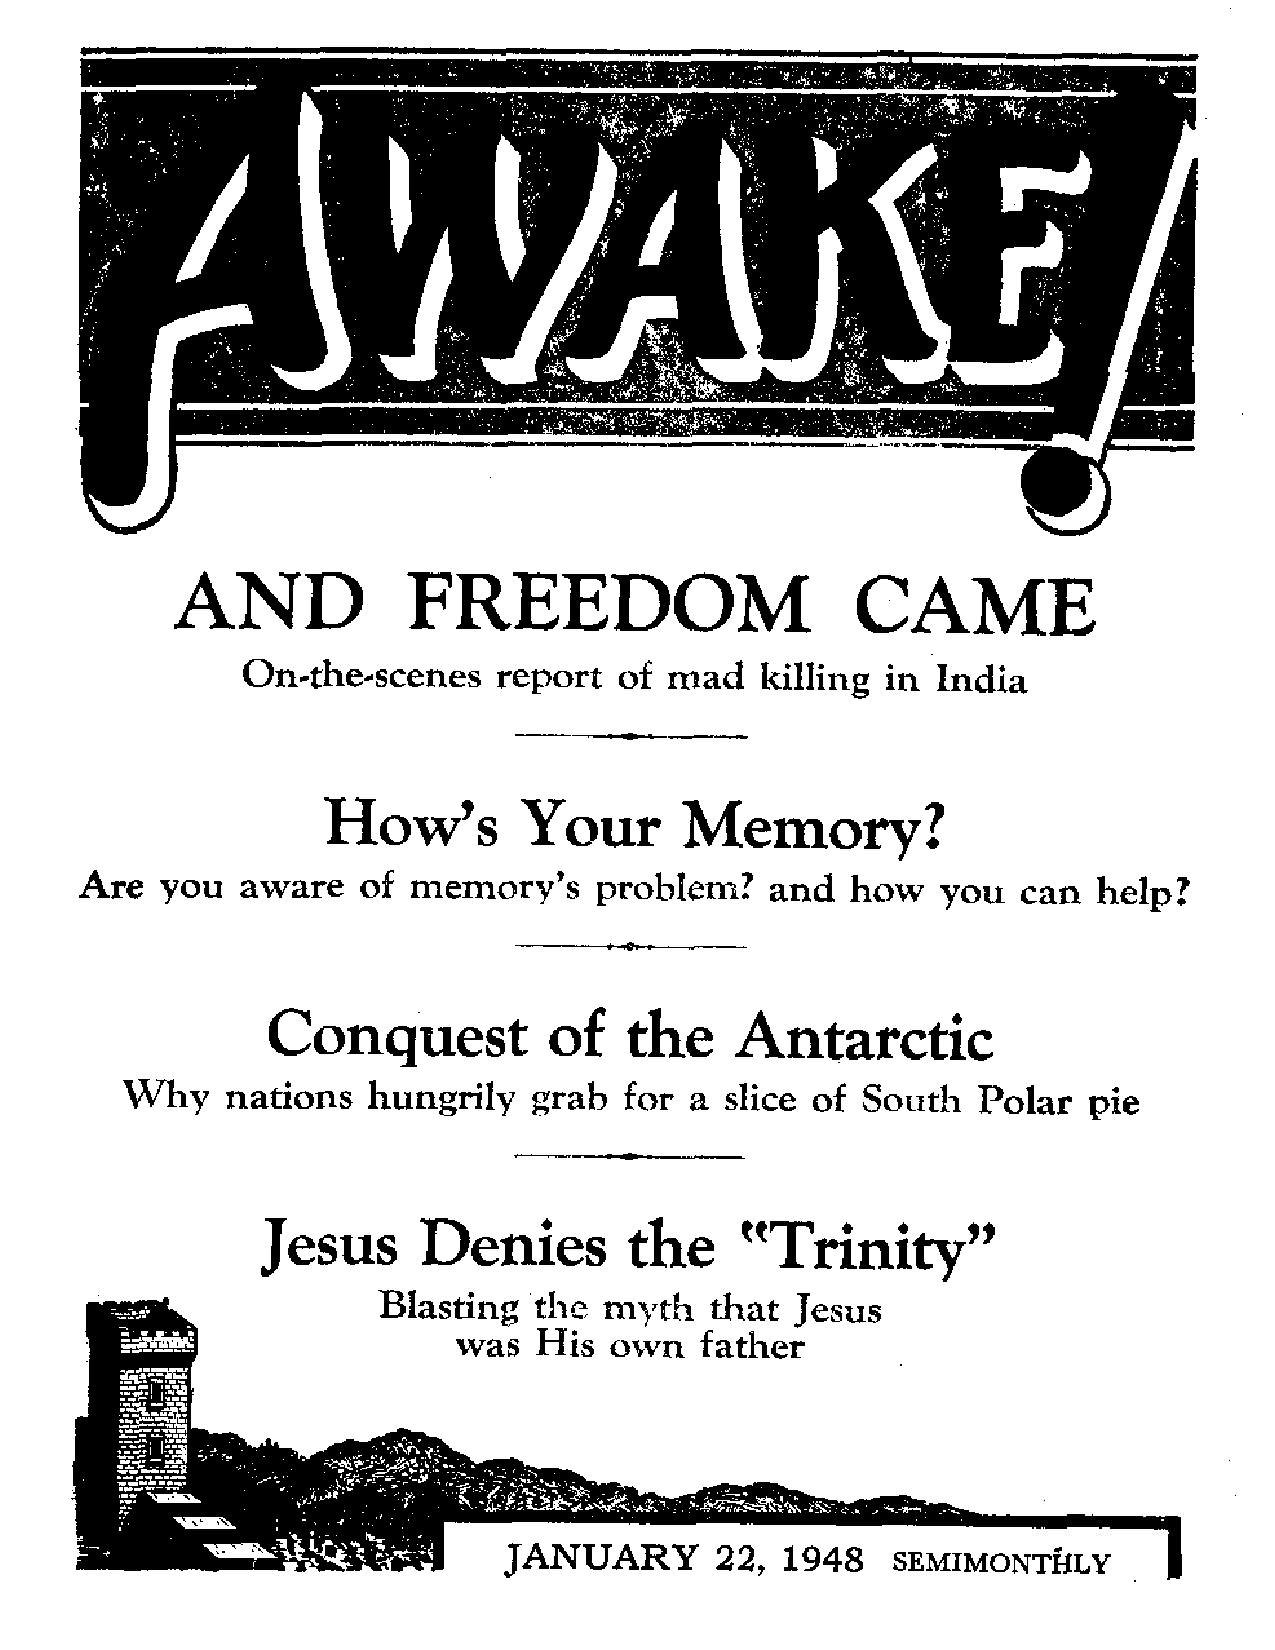 AWAKE!
AND FREEDOM CAME
On-the-scenes report of mad killing in India
How's Your Memory?
Are you aware of memory's problem? and how you can help?
Conquest of the Antarctic
Why nations hungrily grab for a slice of South Polar pie
Jesus Denies the "Trinity"
Blasting the myth that Jesus
was His own father
JANUARY 22, 1948 SEMIMONTHLY